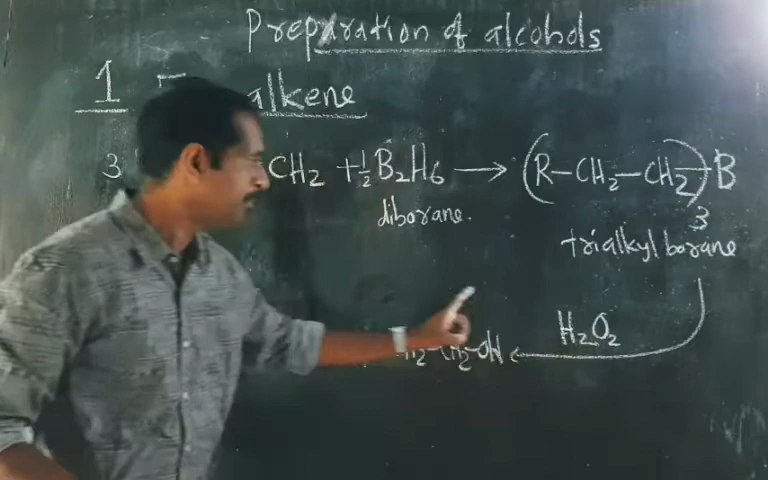 Preparation of alcohols
1 alkene
3 CH₂ + ½ B₂H₆ → (R-CH₂-CH₂)₃B
diborane.
trialkyl borane
H₂O₂
H₂-CH₂-OH ←